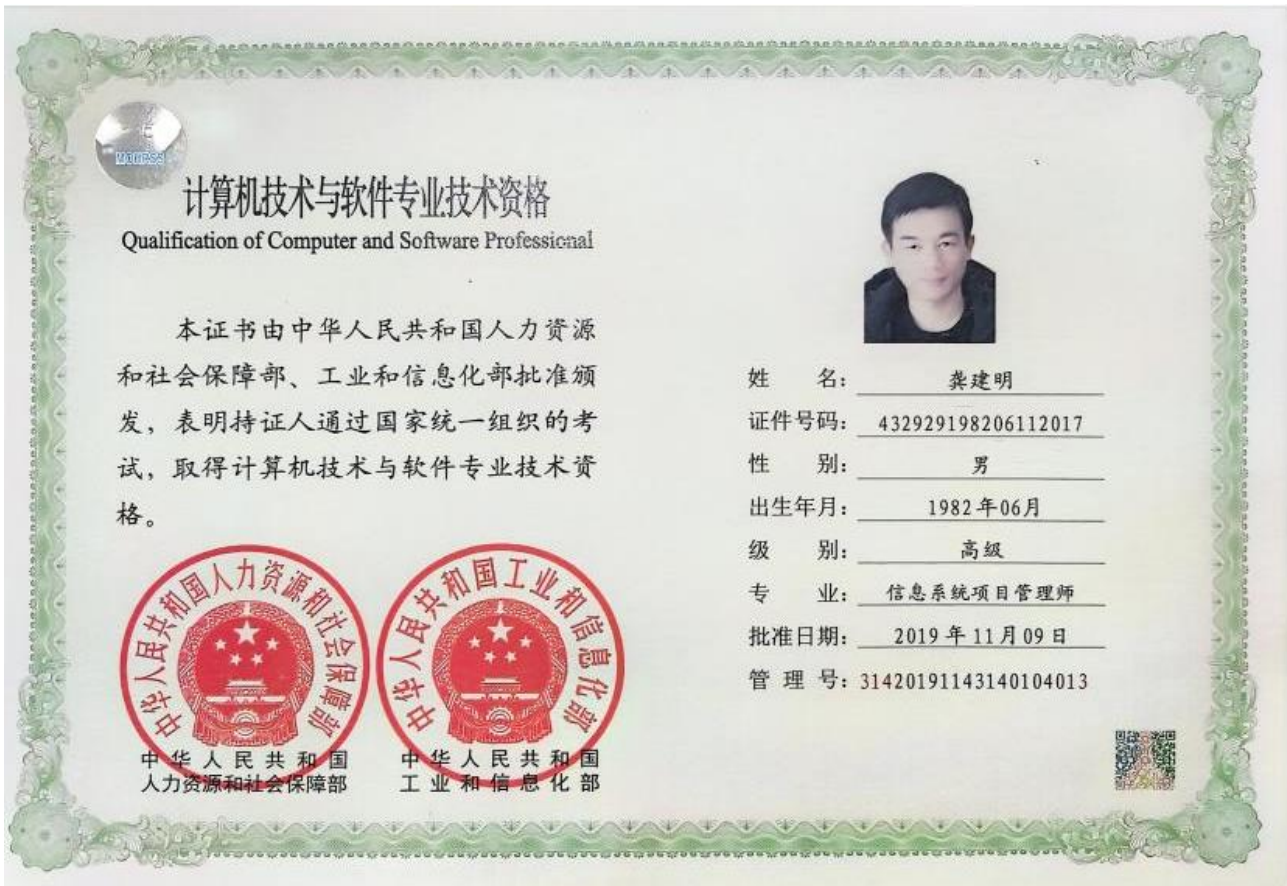 MOHRSS
计算机技术与软件专业技术资格
Qualification of Computer and Software Professional
本证书由中华人民共和国人力资源
和社会保障部、工业和信息化部批准颁
发，表明持证人通过国家统一组织的考
试，取得计算机技术与软件专业技术资
格。
中华人民共和国人力资源和社会保障部
中华人民共和国工业和信息化部
中华人民共和国
人力资源和社会保障部
中华人民共和国
工业和信息化部
姓 名： 龚建明
证件号码： 432929198206112017
性 别： 男
出生年月： 1982年06月
级 别： 高级
专 业： 信息系统项目管理师
批准日期： 2019年11月09日
管 理 号： 31420191143140104013